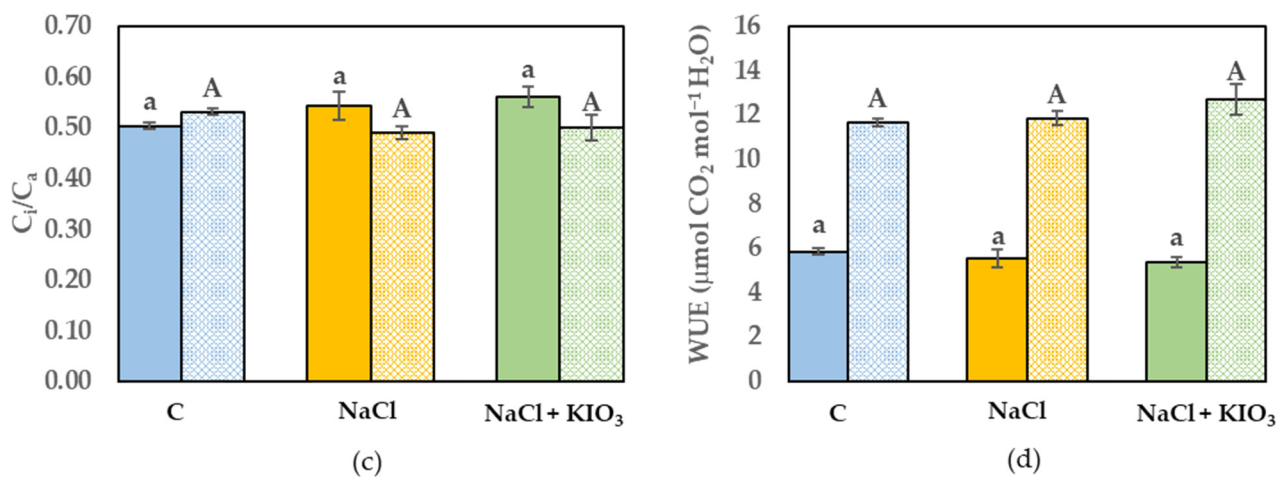 0.70
0.60
0.50
0.40
0.30
0.20
0.10
0.00
Cᵢ/Cₐ
a A a A a A
C NaCl NaCl + KIO₃
(c)
16
14
12
10
8
6
4
2
0
WUE (μmol CO₂ mol⁻¹ H₂O)
a A a A a A
C NaCl NaCl + KIO₃
(d)